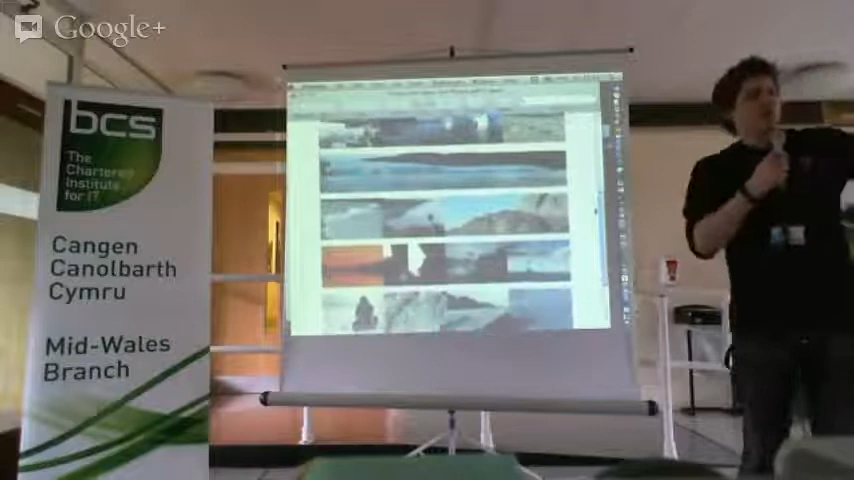 Google+
bcs
The
Chartered
Institute
for IT
Cangen
Canolbarth
Cymru
Mid-Wales
Branch